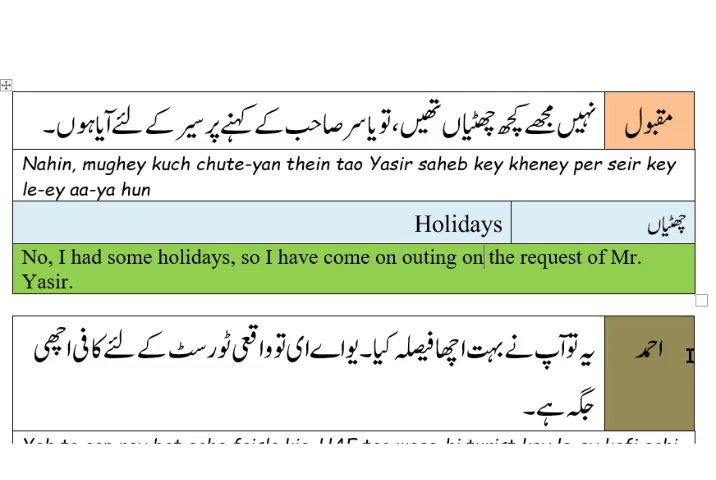 مقبول
نہیں مجھے کچھ چھٹیاں تھیں، تو یاسر صاحب کے کہنے پر سیر کے لئے آیا ہوں۔
Nahin, mughey kuch chute-yan thein tao Yasir saheb key kheney per seir key
le-ey aa-ya hun
چھٹیاں
Holidays
No, I had some holidays, so I have come on outing on the request of Mr.
Yasir.
احمد
یہ تو آپ نے بہت اچھا فیصلہ کیا۔ یو اے ای تو واقعی ٹورسٹ کے لئے کافی اچھی
جگہ ہے۔